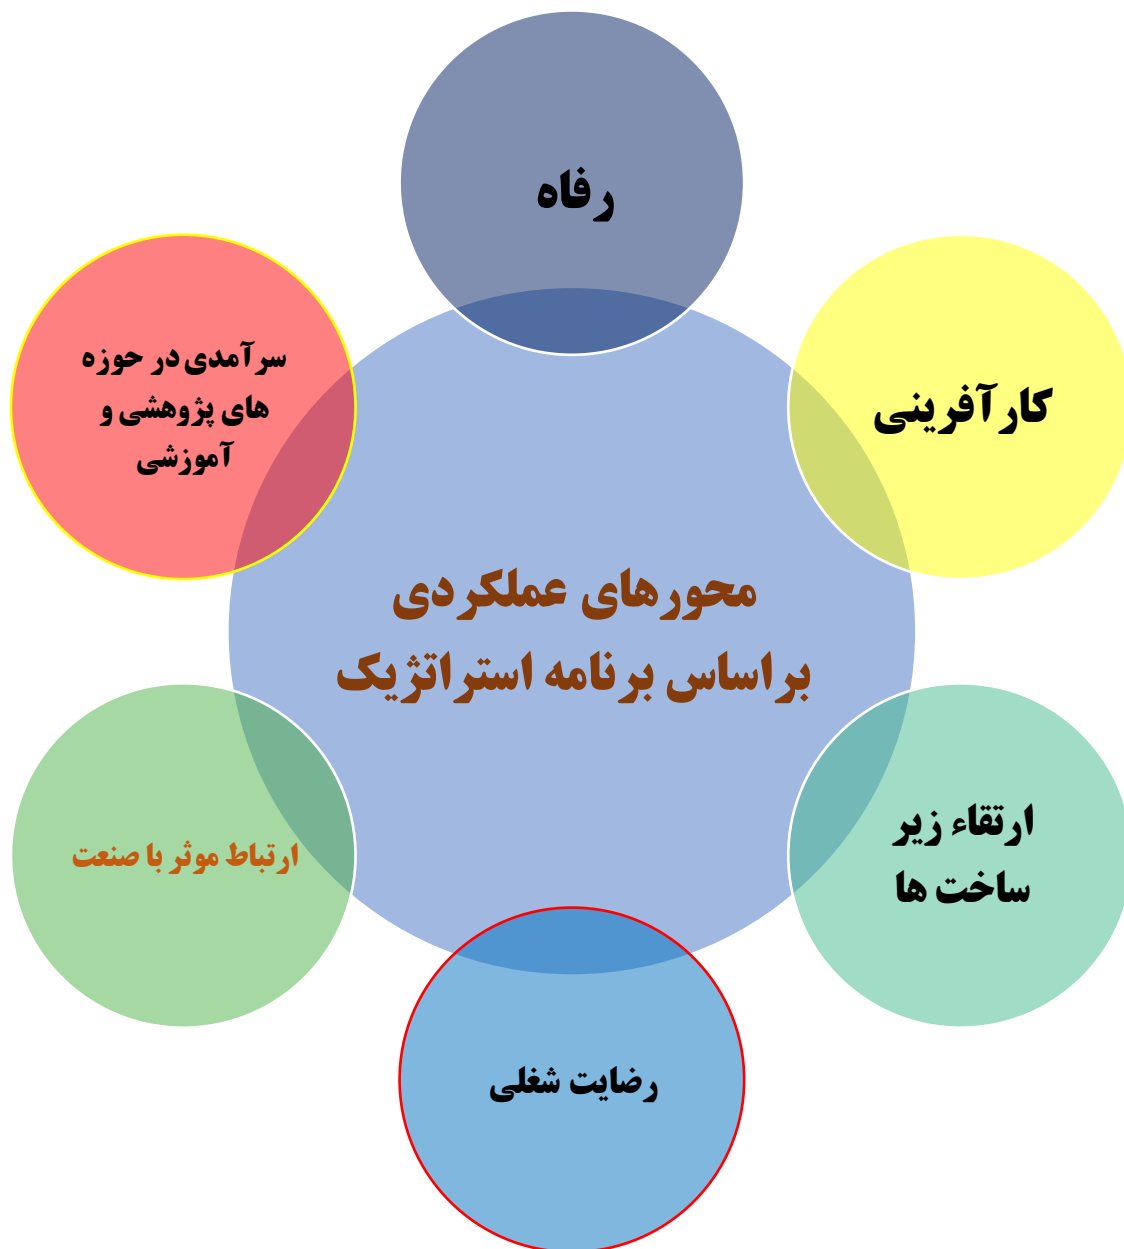 رفاه
کارآفرینی
سرآمدی در حوزه
های پژوهشی و
آموزشی
محورهای عملکردی
براساس برنامه استراتژیک
ارتقاء زیر
ساخت ها
ارتباط موثر با صنعت
رضایت شغلی